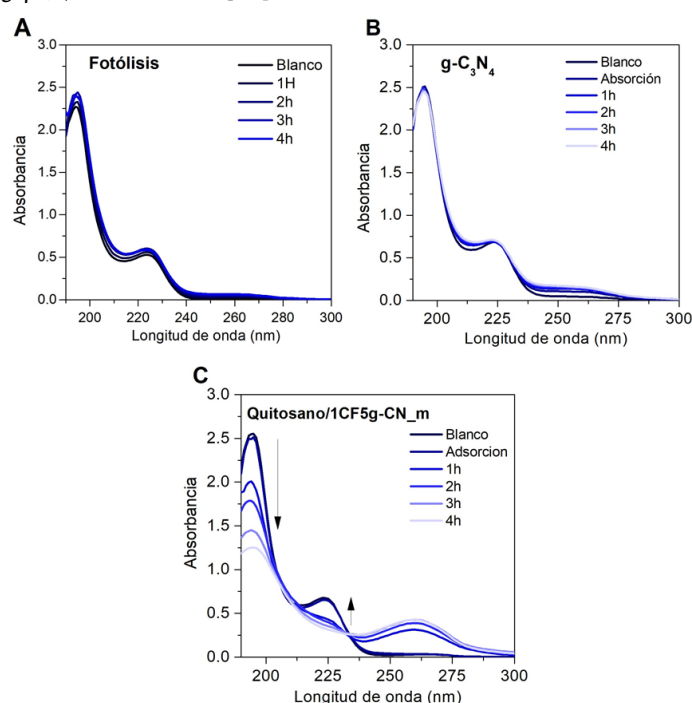 A
Fotólisis
Blanco
1H
2h
3h
4h
3.0
2.5
2.0
1.5
1.0
0.5
0.0
200 220 240 260 280 300
Absorbancia
Longitud de onda (nm)
B
g-C3N4
Blanco
Absorción
1h
2h
3h
4h
3.0
2.5
2.0
1.5
1.0
0.5
0.0
200 225 250 275 300
Absorbancia
Longitud de onda (nm)
C
Quitosano/1CF5g-CN_m
Blanco
Adsorcion
1h
2h
3h
4h
3.0
2.5
2.0
1.5
1.0
0.5
0.0
200 225 250 275 300
Absorbancia
Longitud de onda (nm)